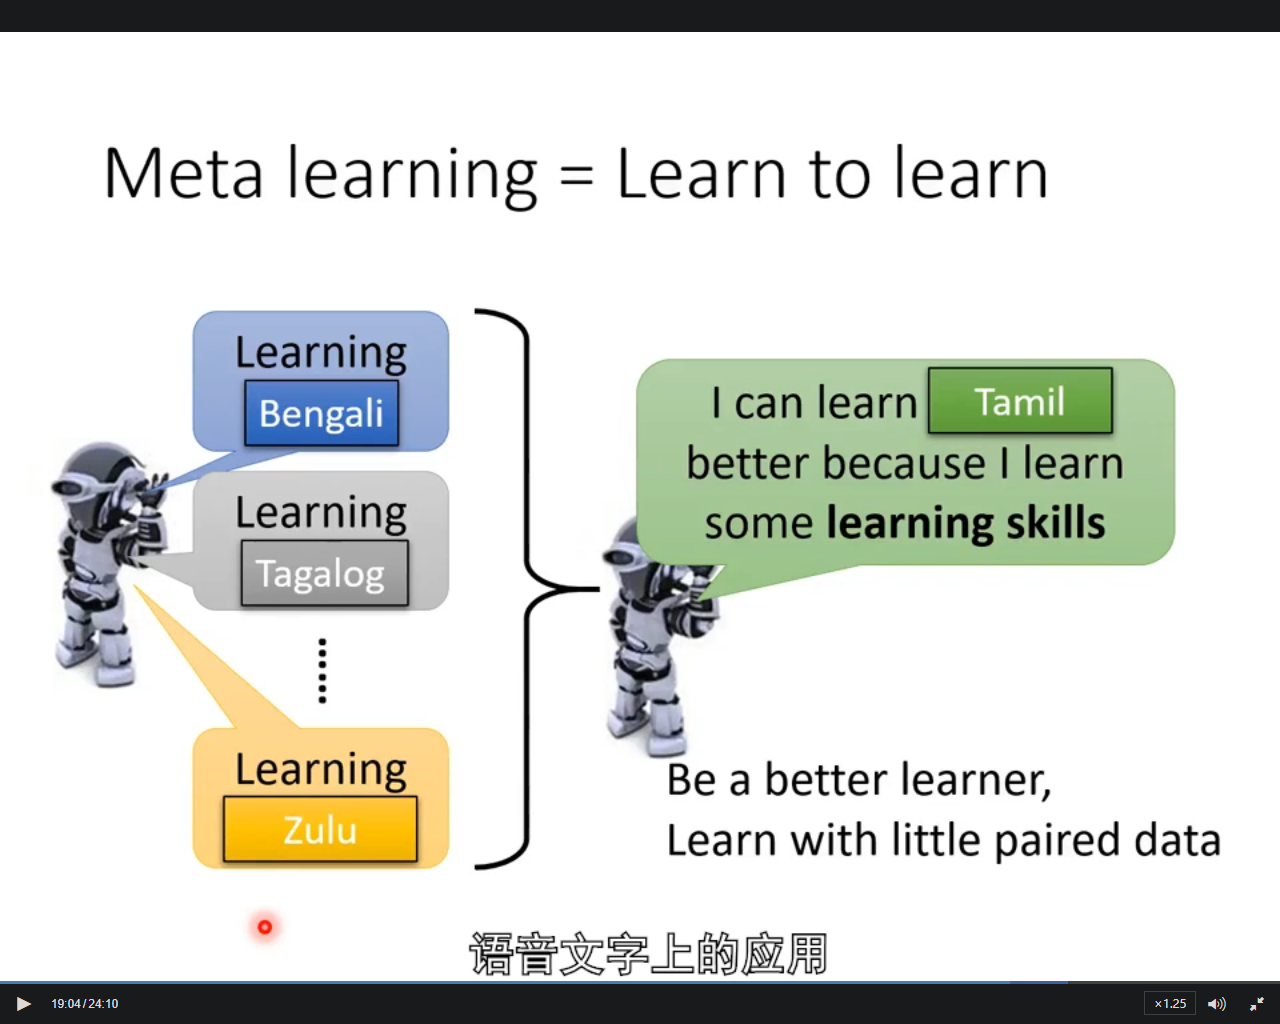 Meta learning = Learn to learn
Learning
Bengali
Learning
Tagalog
Learning
Zulu
I can learn Tamil
better because I learn
some learning skills
Be a better learner,
Learn with little paired data
语音文字上的应用
19:04/24:10
×1.25